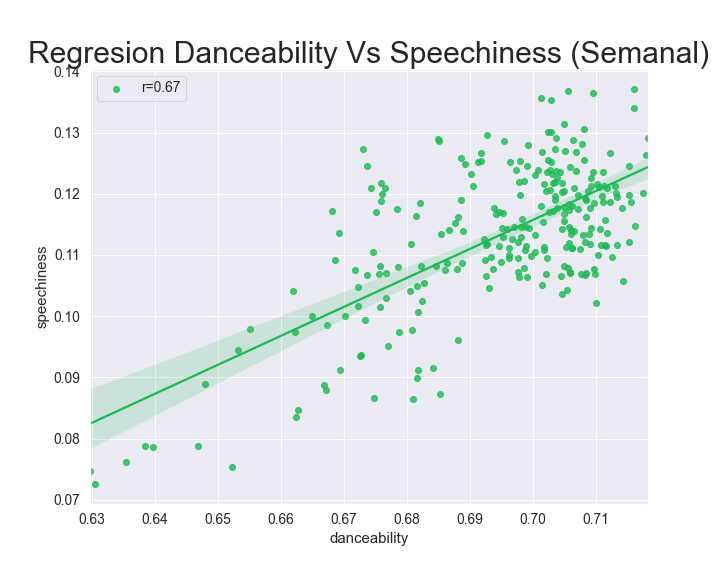 Regresion Danceability Vs Speechiness (Semanal)
r=0.67
0.14
0.13
0.12
0.11
0.10
0.09
0.08
0.07
speechiness
0.63 0.64 0.65 0.66 0.67 0.68 0.69 0.70 0.71
danceability